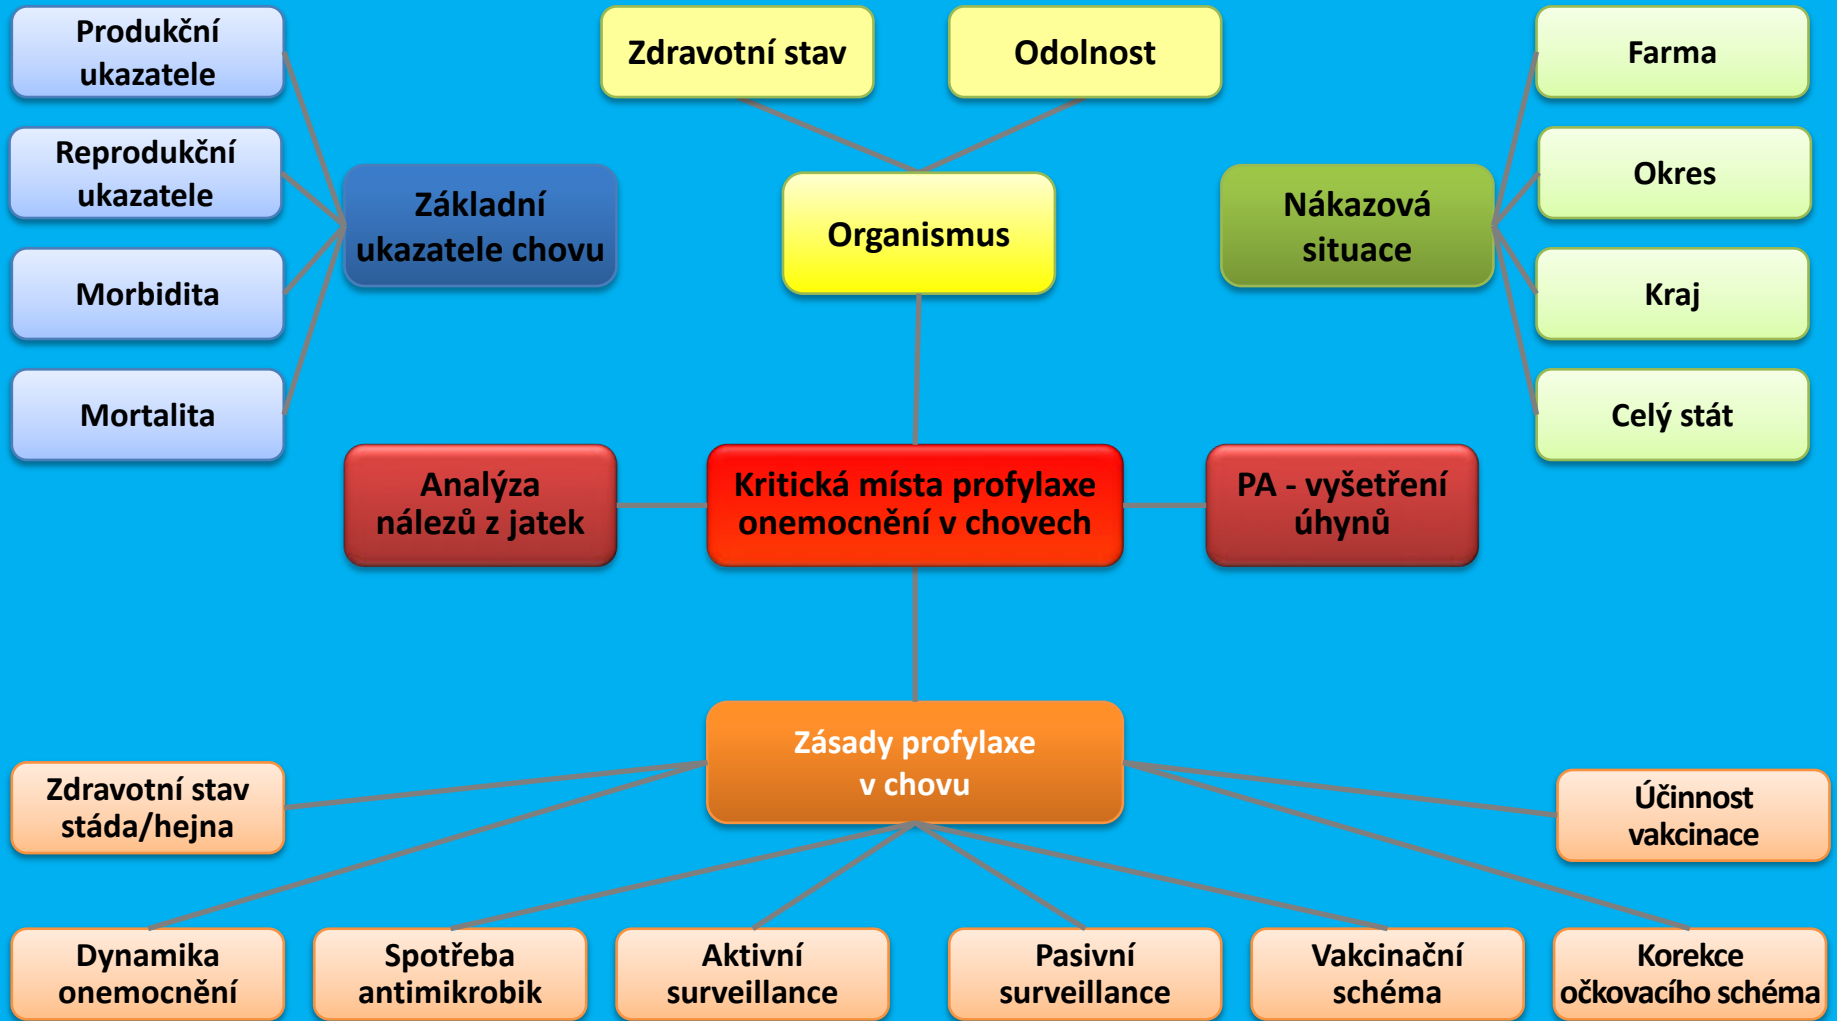 Produkční
ukazatele
Reprodukční
ukazatele
Morbidita
Mortalita
Základní
ukazatele chovu
Zdravotní stav
Odolnost
Organismus
Nákazová
situace
Farma
Okres
Kraj
Celý stát
Analýza
nálezů z jatek
Kritická místa profylaxe
onemocnění v chovech
PA - vyšetření
úhynů
Zásady profylaxe
v chovu
Zdravotní stav
stáda/hejna
Účinnost
vakcinace
Dynamika
onemocnění
Spotřeba
antimikrobik
Aktivní
surveillance
Pasivní
surveillance
Vakcinační
schéma
Korekce
očkovacího schéma